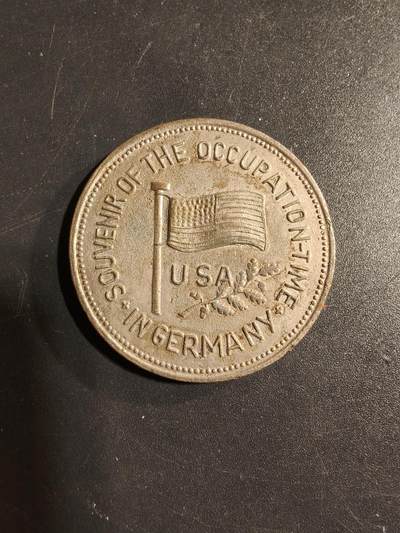 SOUVENIR OF THE OCCUPATION-TIME
IN GERMANY
USA